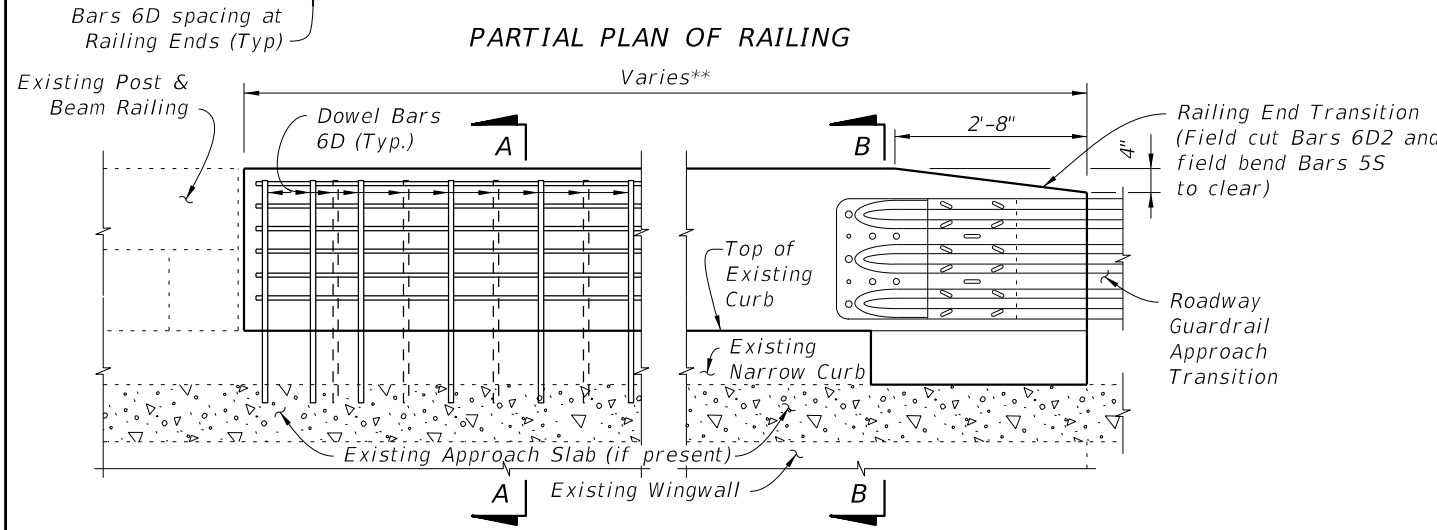 Bars 6D spacing at
Railing Ends (Typ)
PARTIAL PLAN OF RAILING
Existing Post &
Beam Railing
Varies**
Dowel Bars
6D (Typ.)
A
B
2'-8"
4"
Railing End Transition
(Field cut Bars 6D2 and
field bend Bars 5S
to clear)
Top of
Existing
Curb
Existing
Narrow Curb
Roadway
Guardrail
Approach
Transition
Existing Approach Slab (if present)
Existing Wingwall
A
B